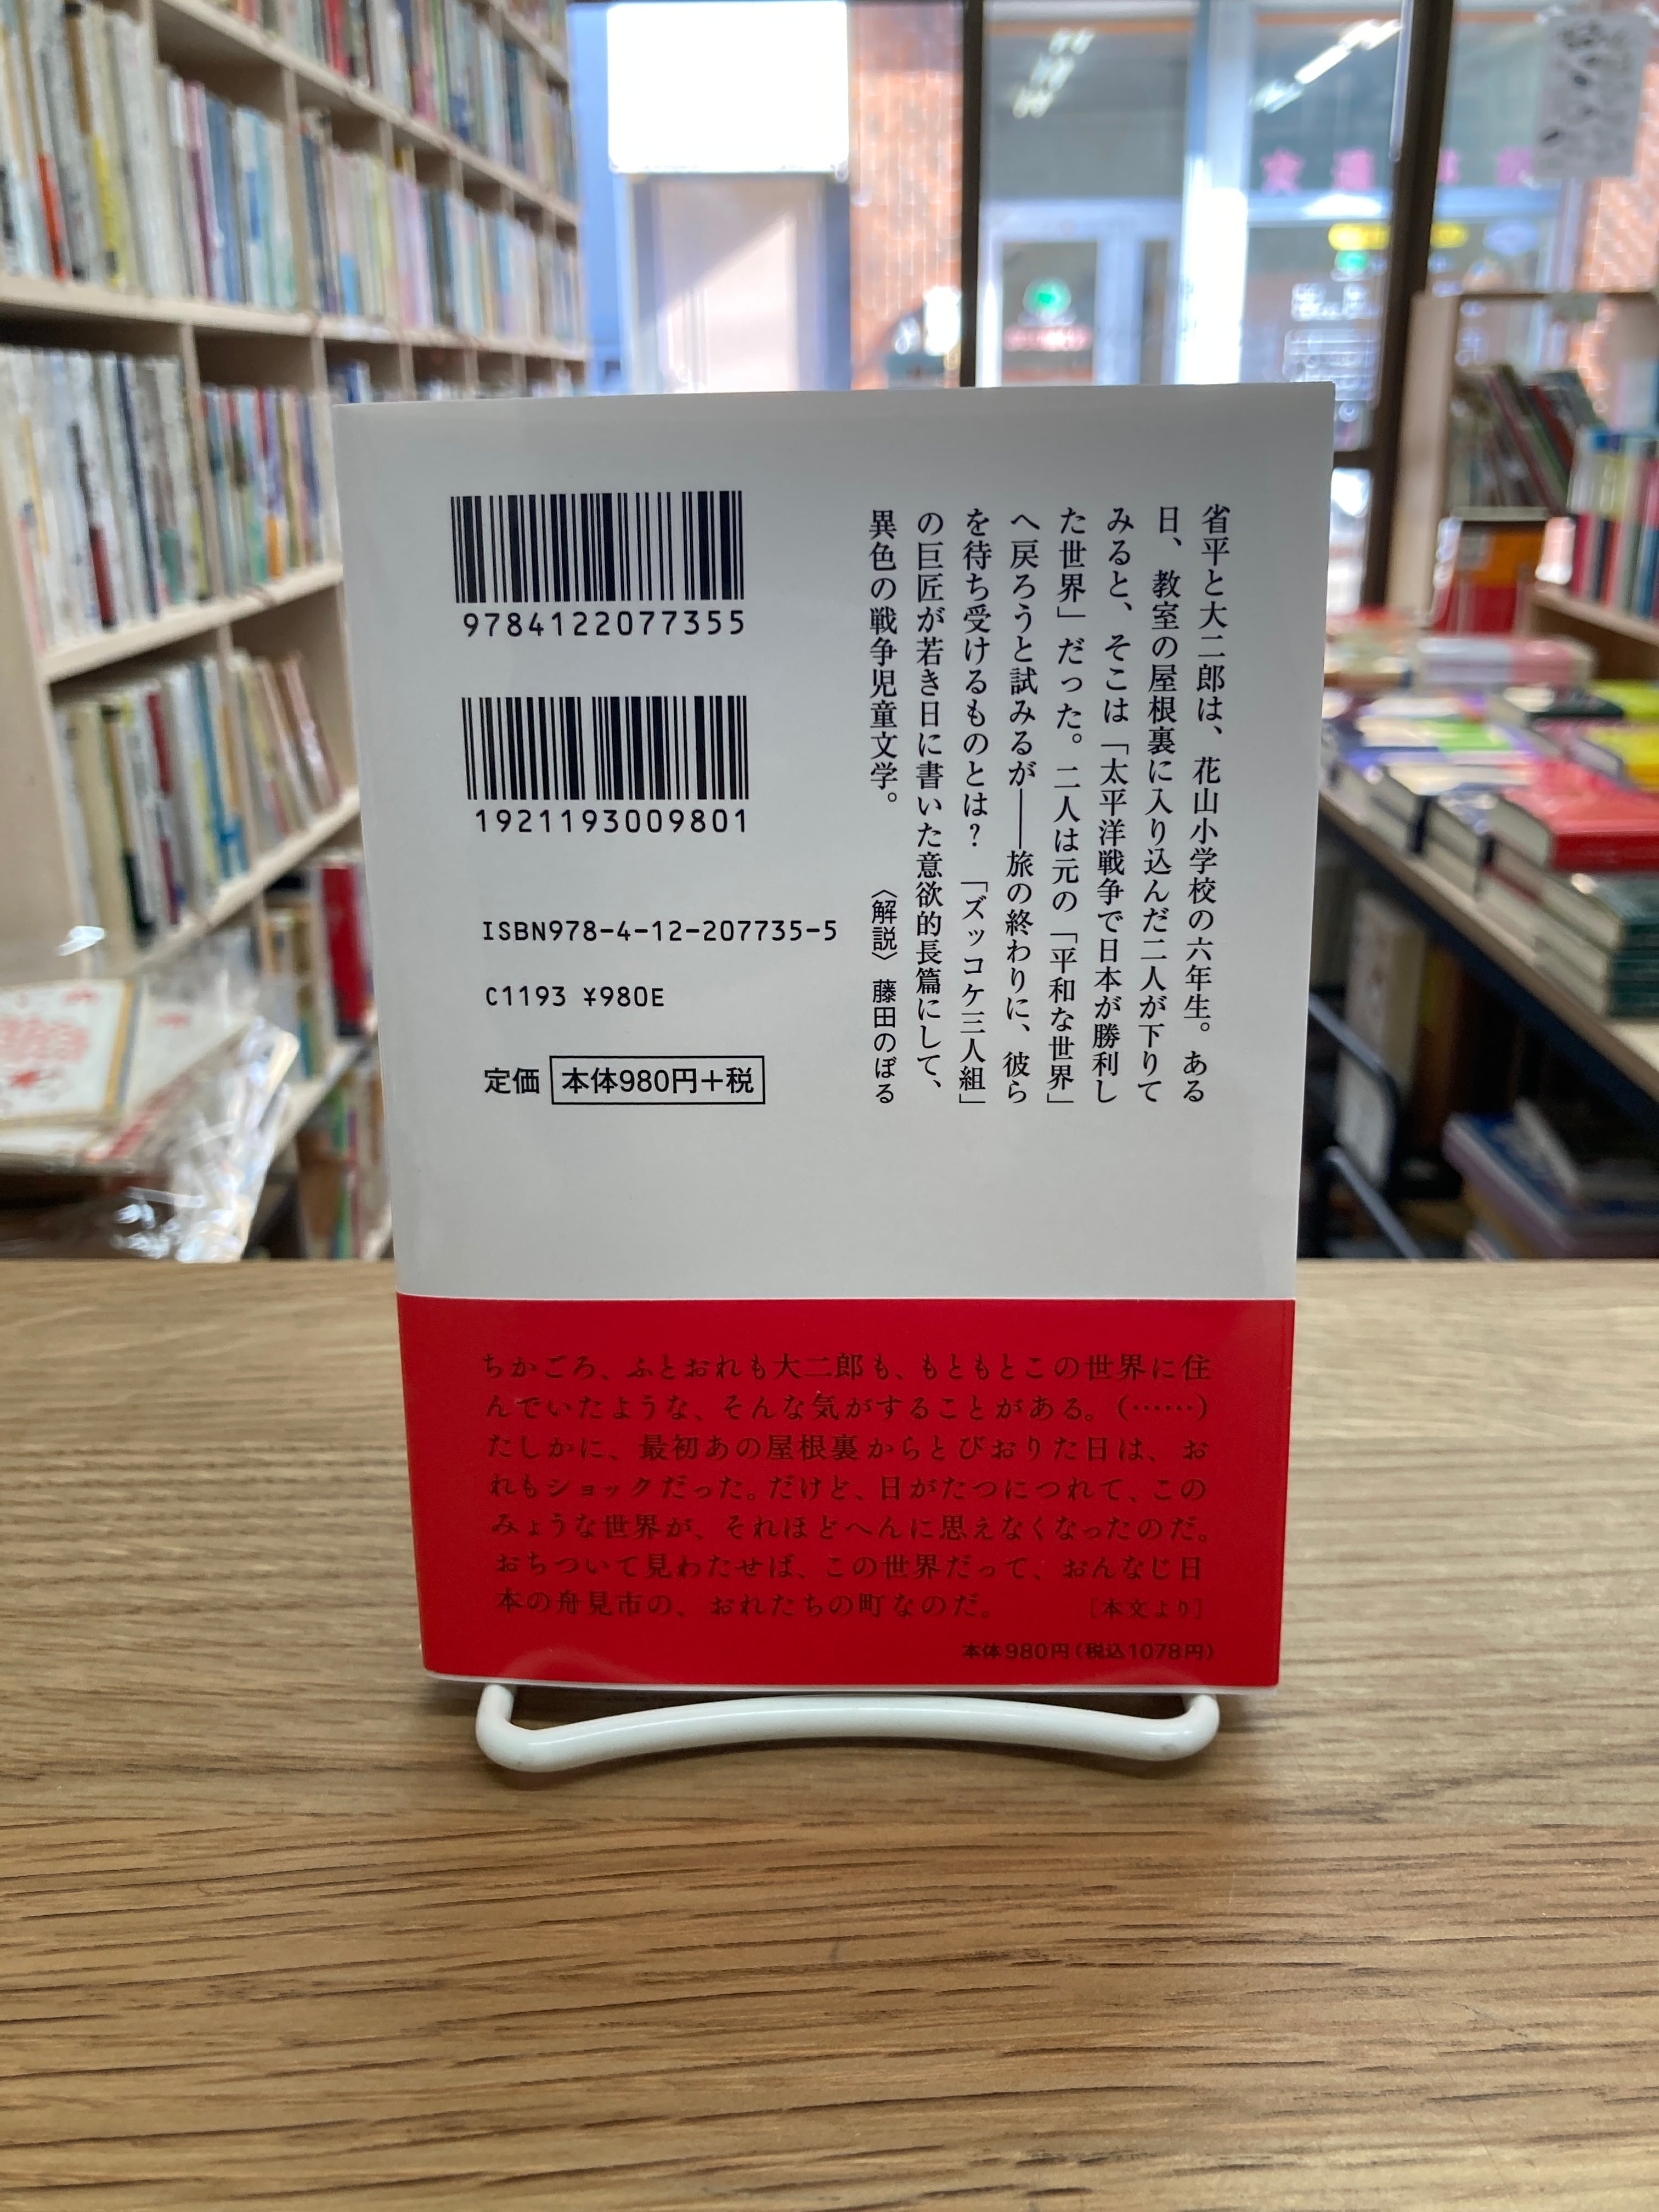 省平と大二郎は、花山小学校の六年生。ある
日、教室の屋根裏に入り込んだ二人が下りて
みると、そこは「太平洋戦争で日本が勝利し
た世界」だった。二人は元の「平和な世界」
へ戻ろうと試みるが――旅の終わりに、彼ら
を待ち受けるものとは？「ズッコケ三人組」
の巨匠が若き日に書いた意欲的長篇にして、
異色の戦争児童文学。〈解説〉藤田のぼる
9784122077355
1921193009801
ISBN978-4-12-207735-5
C1193 ¥980E
定価 本体980円+税
ちかごろ、ふとおれも大二郎も、もともとこの世界に住
んでいたような、そんな気がすることがある。(……)
たしかに、最初あの屋根裏からとびおりた日は、お
れもショックだった。だけど、日がたつにつれて、この
みょうな世界が、それほどへんに思えなくなったのだ。
おちついて見わたせば、この世界だって、おんなじ日
本の舟見市の、おれたちの町なのだ。 ［本文より］
本体980円(税込1078円)